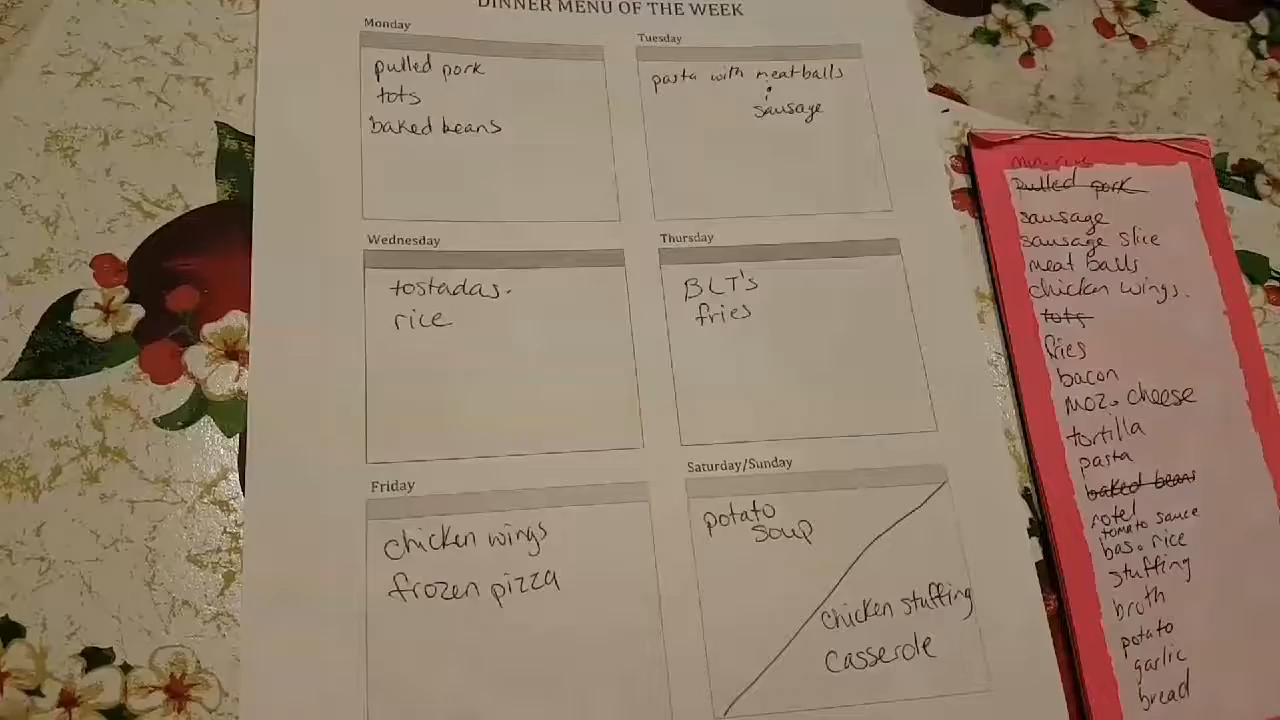 DINNER MENU OF THE WEEK
Monday
pulled pork
tots
baked beans
Tuesday
pasta with meatballs
sausage
Wednesday
tostadas.
rice
Thursday
BLT's
fries
Friday
chicken wings
frozen pizza
Saturday/Sunday
potato
soup
chicken stuffing
casserole
pulled pork
sausage
sausage slice
meat balls
chicken wings.
tots
fries
bacon
moz. cheese
tortilla
pasta
baked beans
rotel
tomato sauce
bas. rice
stuffing
broth
potato
garlic
bread